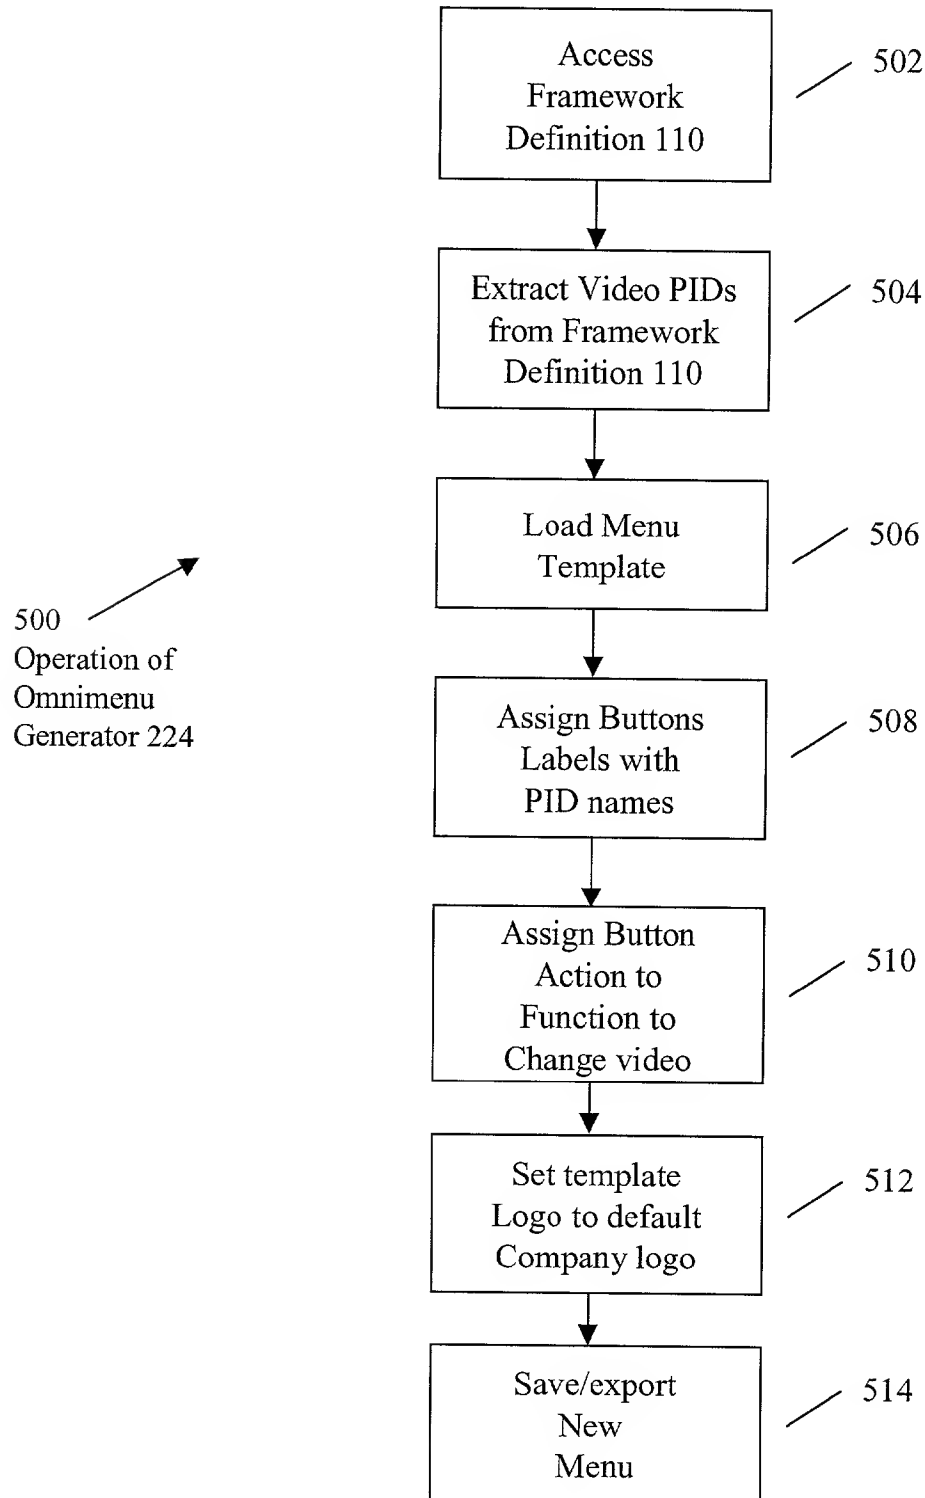 Access
Framework
Definition 110
502
Extract Video PIDs
from Framework
Definition 110
504
Load Menu
Template
506
500
Operation of
Omnimenu
Generator 224
Assign Buttons
Labels with
PID names
508
Assign Button
Action to
Function to
Change video
510
Set template
Logo to default
Company logo
512
Save/export
New
Menu
514